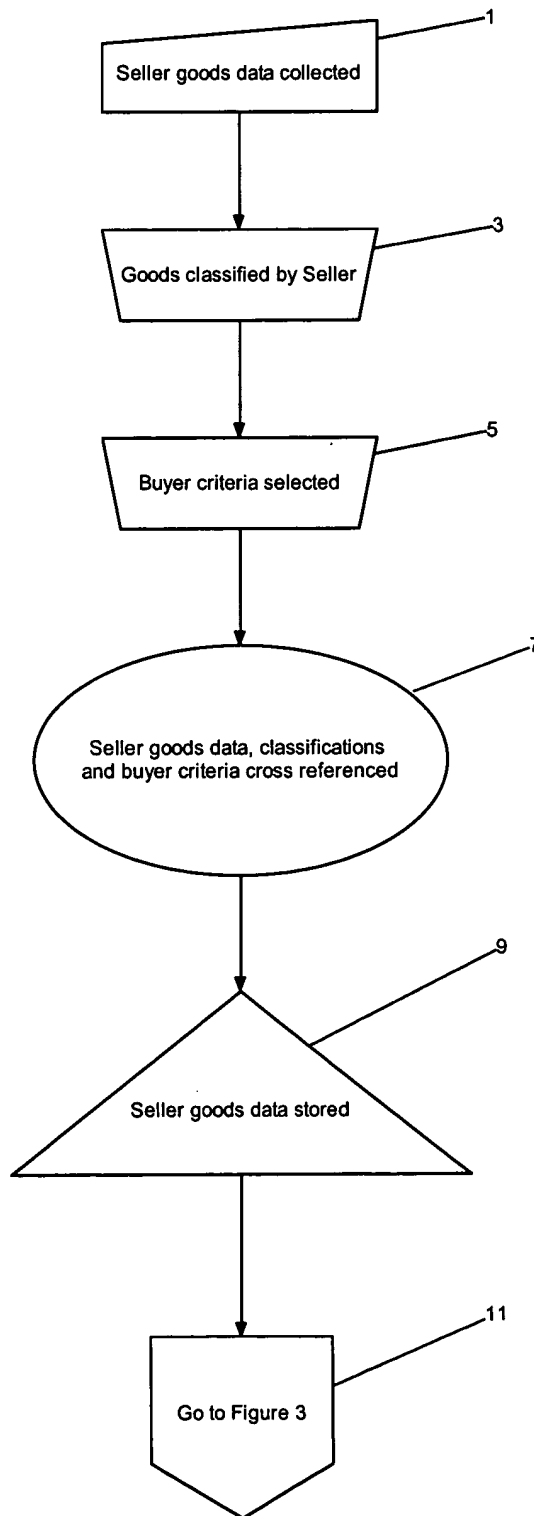 1
Seller goods data collected
3
Goods classified by Seller
5
Buyer criteria selected
7
Seller goods data, classifications
and buyer criteria cross referenced
9
Seller goods data stored
11
Go to Figure 3